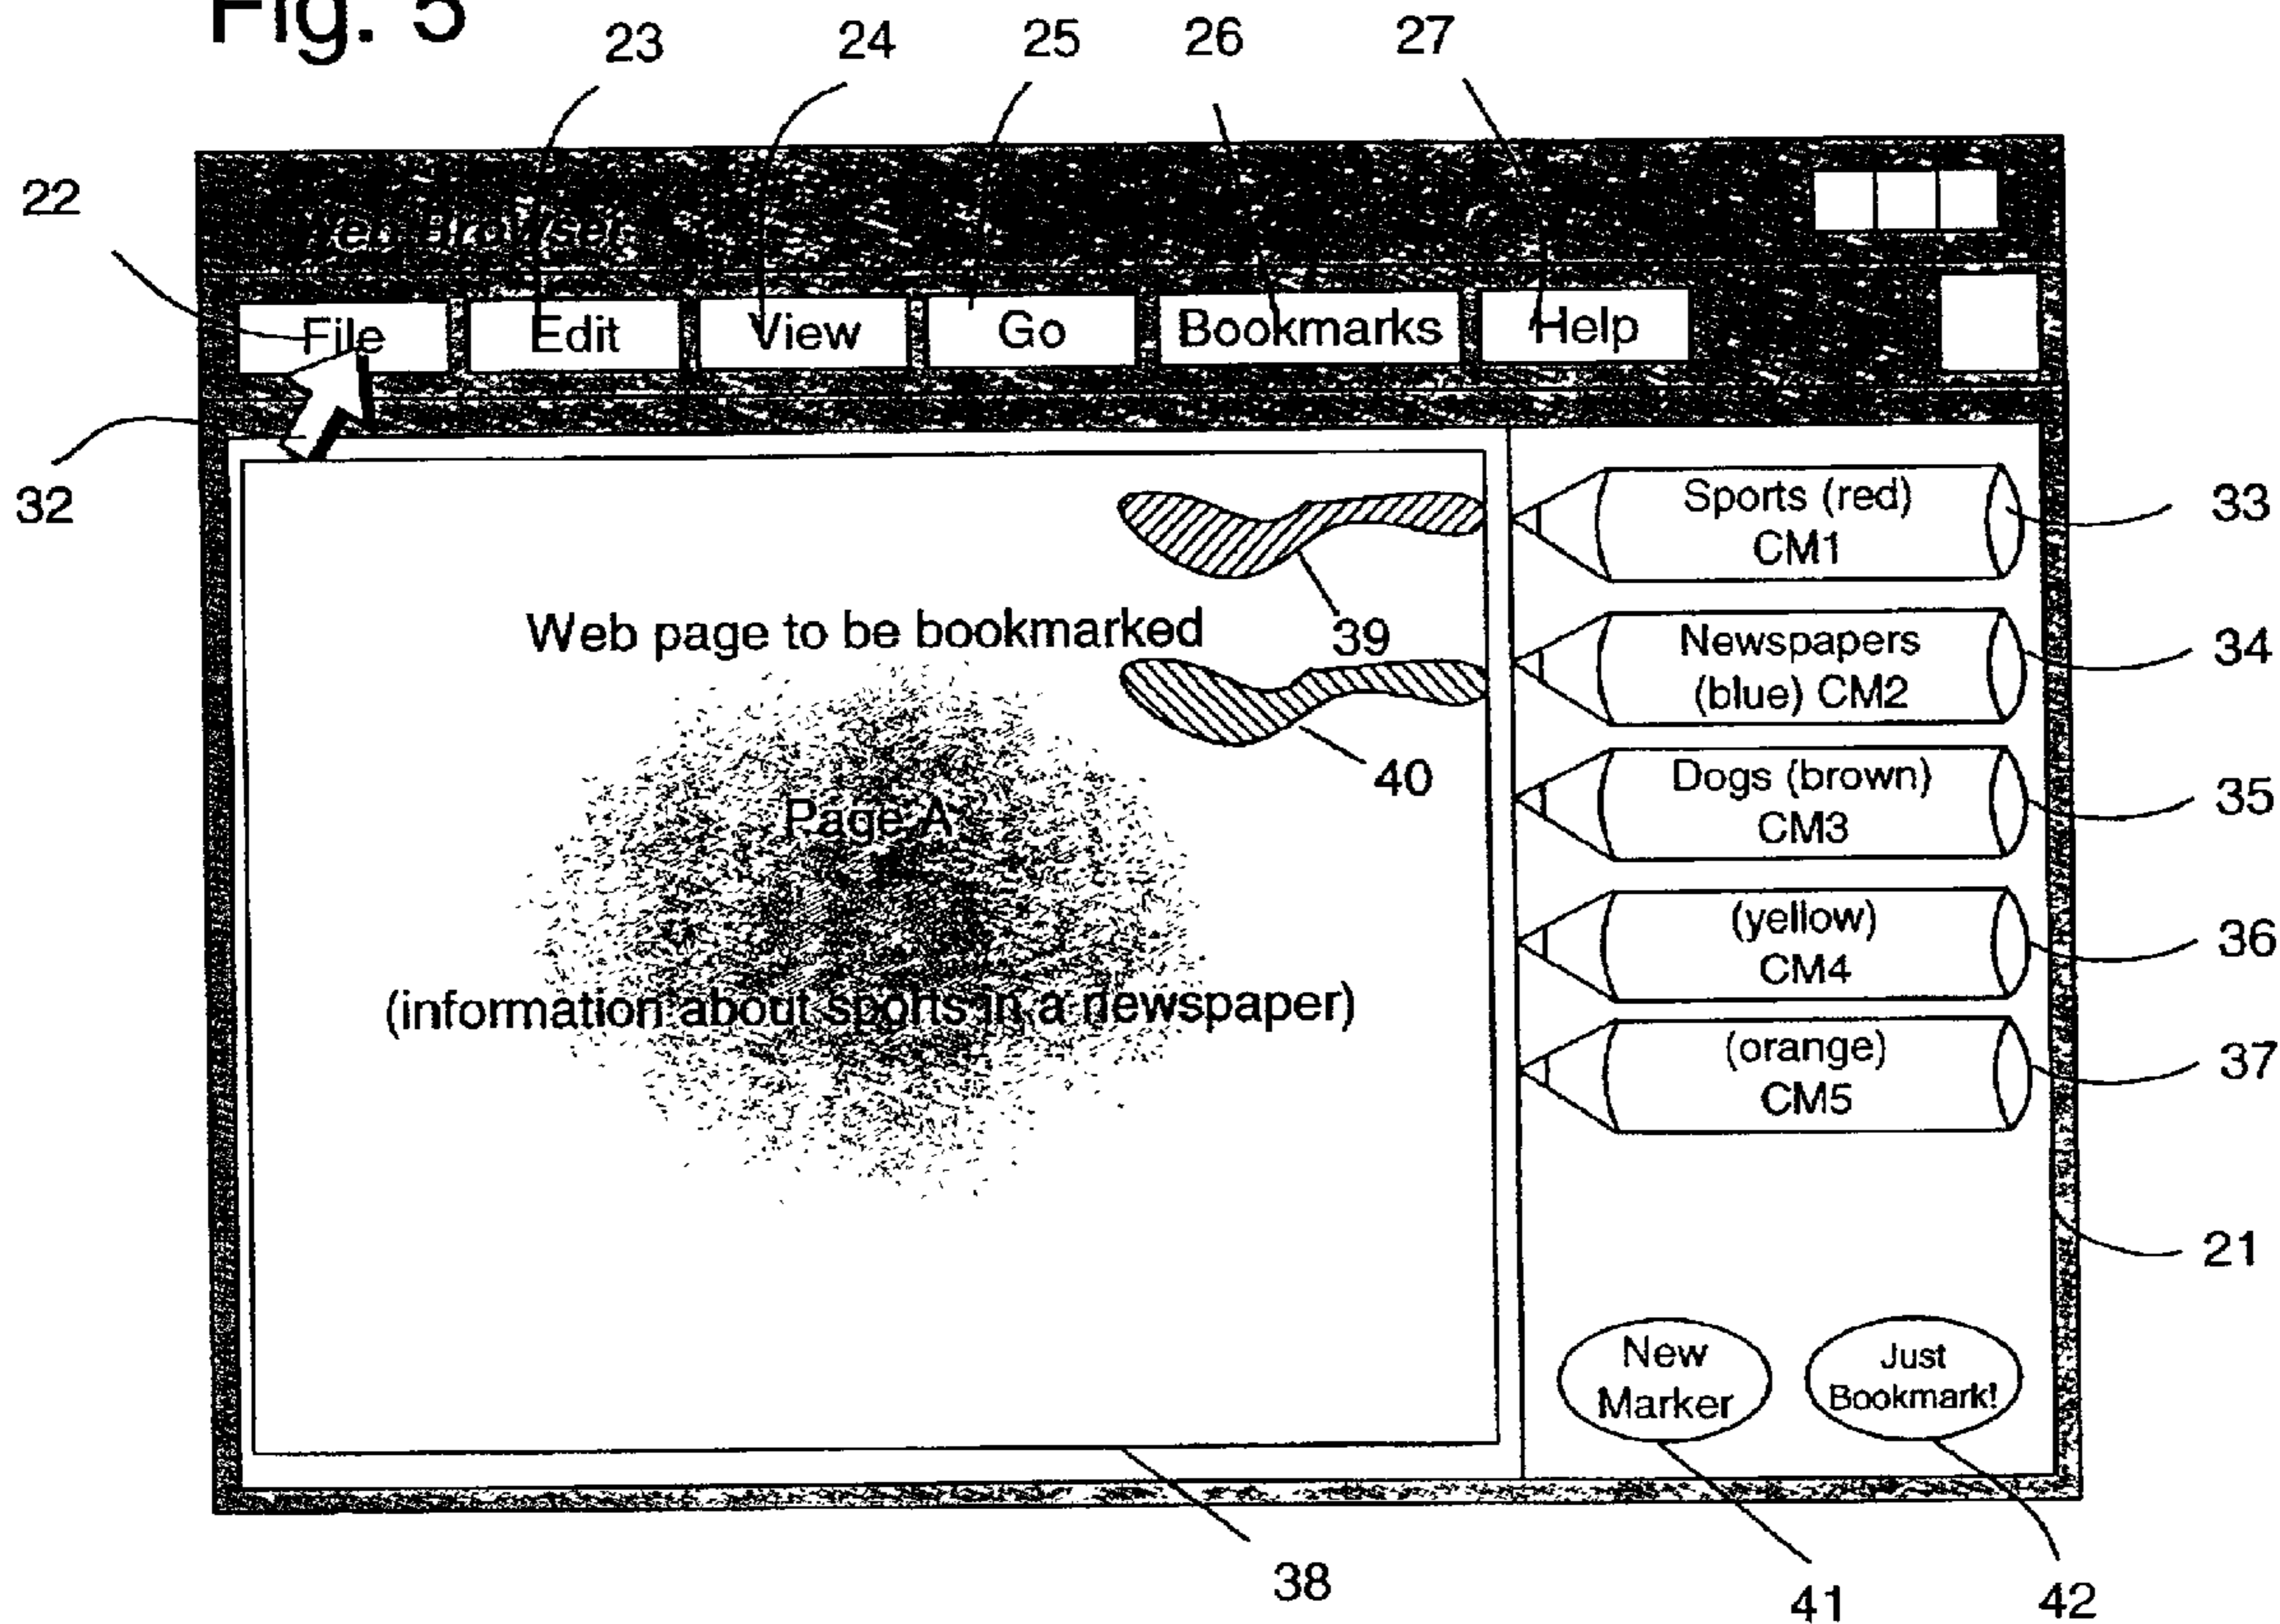 Fig. 5
23 24 25 26 27
22
Web Browser
File Edit View Go Bookmarks Help
32
Sports (red)
CM1
33
39
Web page to be bookmarked
Newspapers
(blue) CM2
34
40
Dogs (brown)
CM3
35
Page A
(yellow)
CM4
36
(information about sports in a newspaper)
(orange)
CM5
37
21
New
Marker
Just
Bookmark!
38
41
42